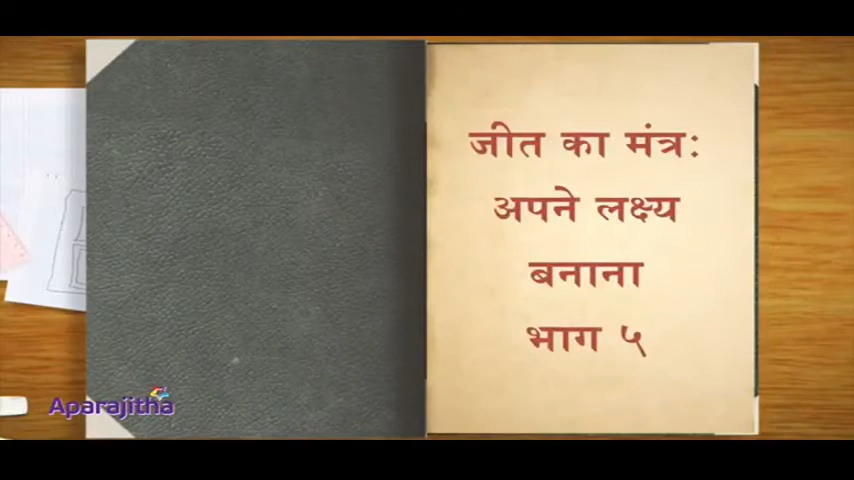 जीत का मंत्र:
अपने लक्ष्य
बनाना
भाग ५
Aparajitha